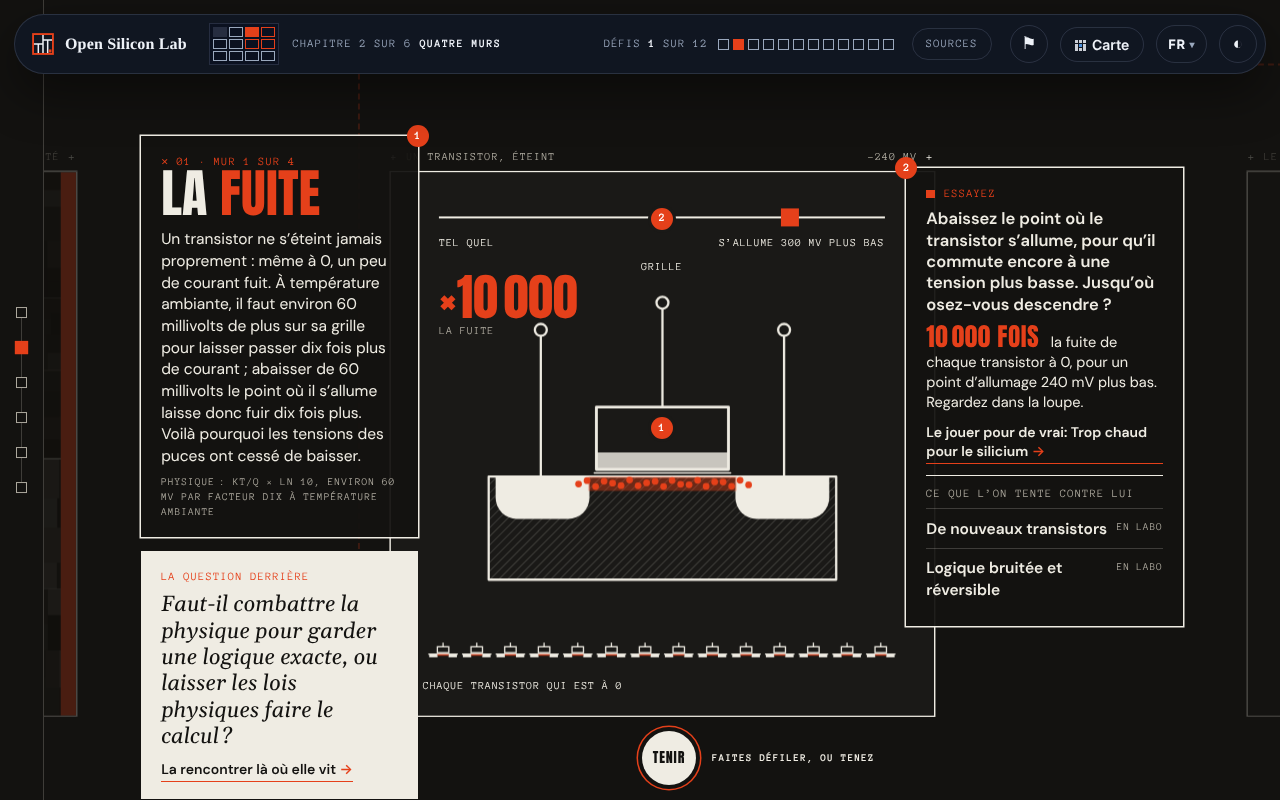 Open Silicon Lab
CHAPITRE 2 SUR 6 QUATRE MURS
DÉFIS 1 SUR 12
SOURCES
Carte
FR
TÉ +
1
× 01 · MUR 1 SUR 4
LA FUITE
Un transistor ne s’éteint jamais
proprement : même à 0, un peu
de courant fuit. À température
ambiante, il faut environ 60
millivolts de plus sur sa grille
pour laisser passer dix fois plus
de courant ; abaisser de 60
millivolts le point où il s’allume
laisse donc fuir dix fois plus.
Voilà pourquoi les tensions des
puces ont cessé de baisser.
PHYSIQUE : KT/Q × LN 10, ENVIRON 60
MV PAR FACTEUR DIX À TEMPÉRATURE
AMBIANTE
LA QUESTION DERRIÈRE
Faut-il combattre la
physique pour garder
une logique exacte, ou
laisser les lois
physiques faire le
calcul ?
La rencontrer là où elle vit →
TRANSISTOR, ÉTEINT
−240 MV +
2
TEL QUEL
S’ALLUME 300 MV PLUS BAS
GRILLE
×10 000
LA FUITE
1
CHAQUE TRANSISTOR QUI EST À 0
TENIR
FAITES DÉFILER, OU TENEZ
2
ESSAYEZ
Abaissez le point où le
transistor s’allume, pour qu’il
commute encore à une
tension plus basse. Jusqu’où
osez-vous descendre ?
10 000 FOIS la fuite de
chaque transistor à 0, pour un
point d’allumage 240 mV plus bas.
Regardez dans la loupe.
Le jouer pour de vrai: Trop chaud
pour le silicium →
CE QUE L’ON TENTE CONTRE LUI
De nouveaux transistors EN LABO
Logique bruitée et EN LABO
réversible
+ LE